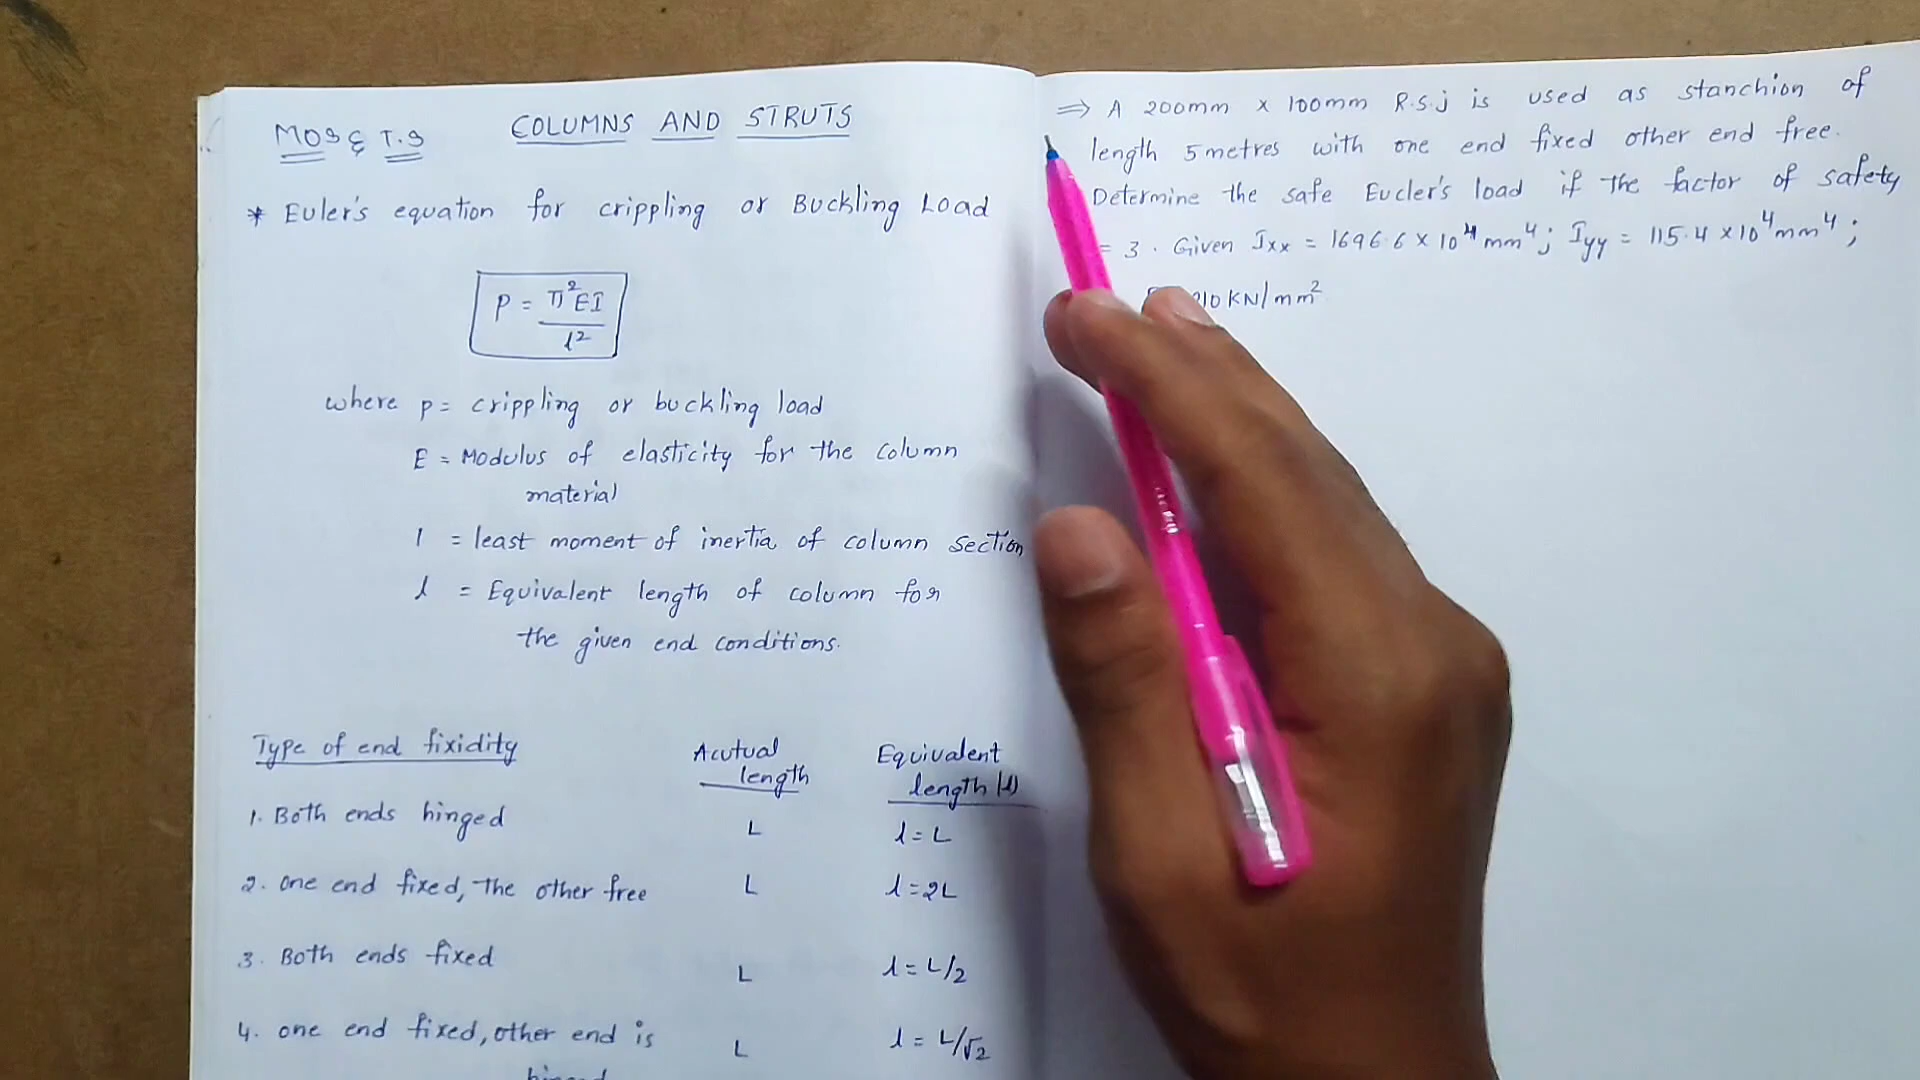 MOS & T.S
COLUMNS AND STRUTS
* Euler's equation for crippling or Buckling Load
P = π²EI / l²
where P = crippling or buckling load
E = Modulus of elasticity for the column
material
I = least moment of inertia of column section
l = Equivalent length of column for
the given end conditions.
Type of end fixidity
Acutual length
Equivalent length (l)
1. Both ends hinged L l = L
2. one end fixed, the other free L l = 2L
3. Both ends fixed L l = L/2
4. one end fixed, other end is L l = L/√2
⇒ A 200mm x 100mm R.S.j is used as stanchion of
length 5 metres with one end fixed other end free.
Determine the safe Eucler's load if the factor of safety
= 3. Given Ixx = 1696.6 x 10⁴ mm⁴; Iyy = 115.4 x 10⁴ mm⁴;
210 KN/mm²